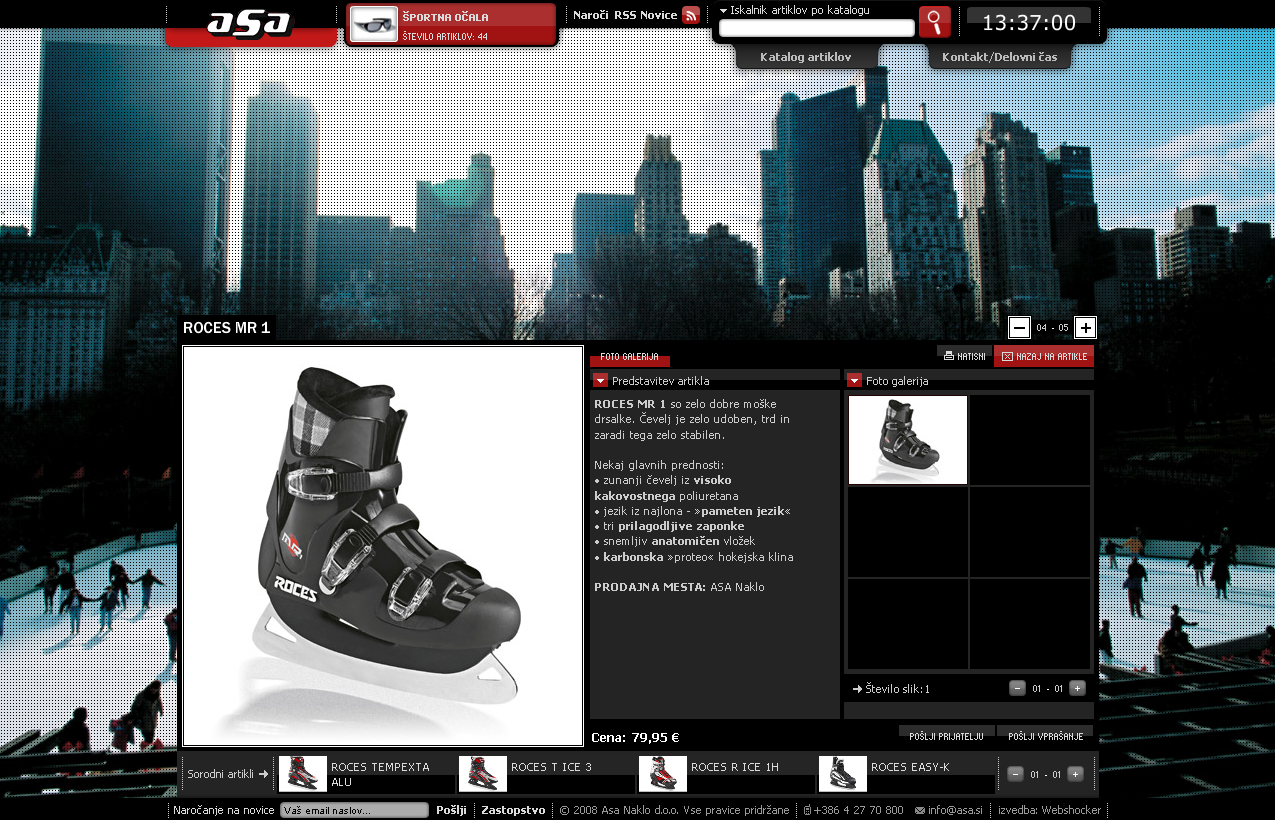 asa
ŠPORTNA OČALA
ŠTEVILO ARTIKLOV: 44
Naroči RSS Novice
Iskalnik artiklov po katalogu
13:37:00
Katalog artiklov
Kontakt/Delovni čas
ROCES MR 1
04 - 05
FOTO GALERIJA
NATISNI
NAZAJ NA ARTIKLE
Predstavitev artikla
ROCES MR 1 so zelo dobre moške
drsalke. Čevelj je zelo udoben, trd in
zaradi tega zelo stabilen.
Nekaj glavnih prednosti:
• zunanji čevelj iz visoko
kakovostnega poliuretana
• jezik iz najlona - »pameten jezik«
• tri prilagodljive zaponke
• snemljiv anatomičen vložek
• karbonska »proteo« hokejska klina
PRODAJNA MESTA: ASA Naklo
Foto galerija
M.R.
ROCES
Število slik: 1
01 - 01
Cena: 79,95 €
POŠLJI PRIJATELJU
POŠLJI VPRAŠANJE
Sorodni artikli
ROCES TEMPEXTA
ALU
ROCES T ICE 3
ROCES R ICE 1H
ROCES EASY-K
01 - 01
Naročanje na novice
Vaš email naslov...
Pošlji
Zastopstvo
© 2008 Asa Naklo d.o.o. Vse pravice pridržane
+386 4 27 70 800
info@asa.si
izvedba: Webshocker